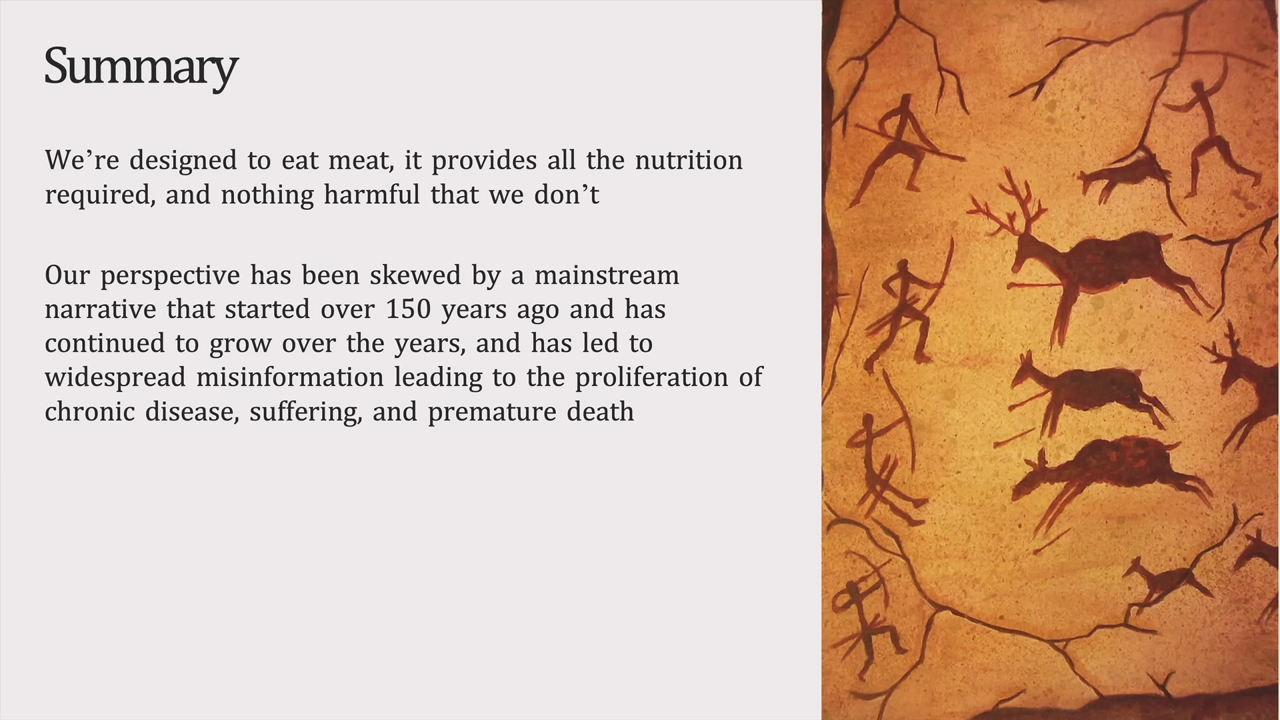 Summary
We’re designed to eat meat, it provides all the nutrition
required, and nothing harmful that we don’t
Our perspective has been skewed by a mainstream
narrative that started over 150 years ago and has
continued to grow over the years, and has led to
widespread misinformation leading to the proliferation of
chronic disease, suffering, and premature death